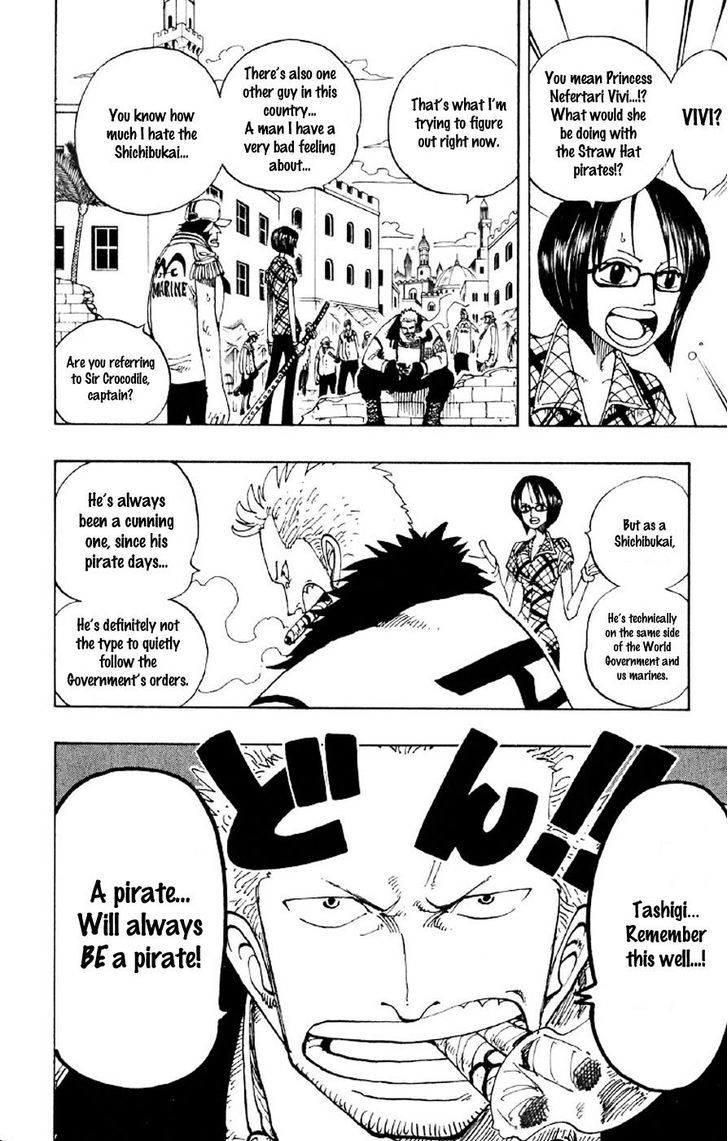 VIVI?
You mean Princess
Nefertari Vivi...!?
What would she
be doing with
the Straw Hat
pirates!?
That's what I'm
trying to figure
out right now.
There's also one
other guy in this
country...
A man I have a
very bad feeling
about...
You know how
much I hate the
Shichibukai...
MARINE
Are you referring
to Sir Crocodile,
captain?
But as a
Shichibukai,
He's technically
on the same side
of the World
Government and
us marines.
He's always
been a cunning
one, since his
pirate days...
He's definitely not
the type to quietly
follow the
Government's orders.
どん!!
Tashigi...
Remember
this well...!
A pirate...
Will always
BE a pirate!